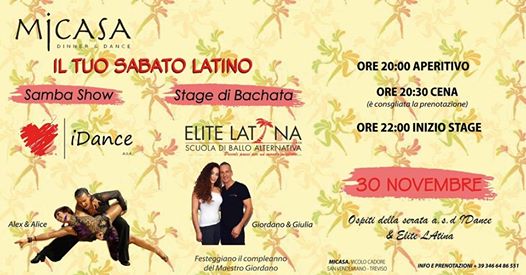 MiCASA
DINNER & DANCE
IL TUO SABATO LATINO
Samba Show
Stage di Bachata
iDance
ELITE LATINA
SCUOLA DI BALLO ALTERNATIVA
Alex & Alice
Giordano & Giulia
Festeggiano il compleanno
del Maestro Giordano
ORE 20:00 APERITIVO
ORE 20:30 CENA
(è consgliata la prenotazione)
ORE 22:00 INIZIO STAGE
30 NOVEMBRE
Ospiti della serata a.s.d IDance
& Elite LAtina
MICASA, VICOLO CADORE
SAN VENDEMIANO - TREVISO
INFO E PRENOTAZIONI + 39 346 64 86 551